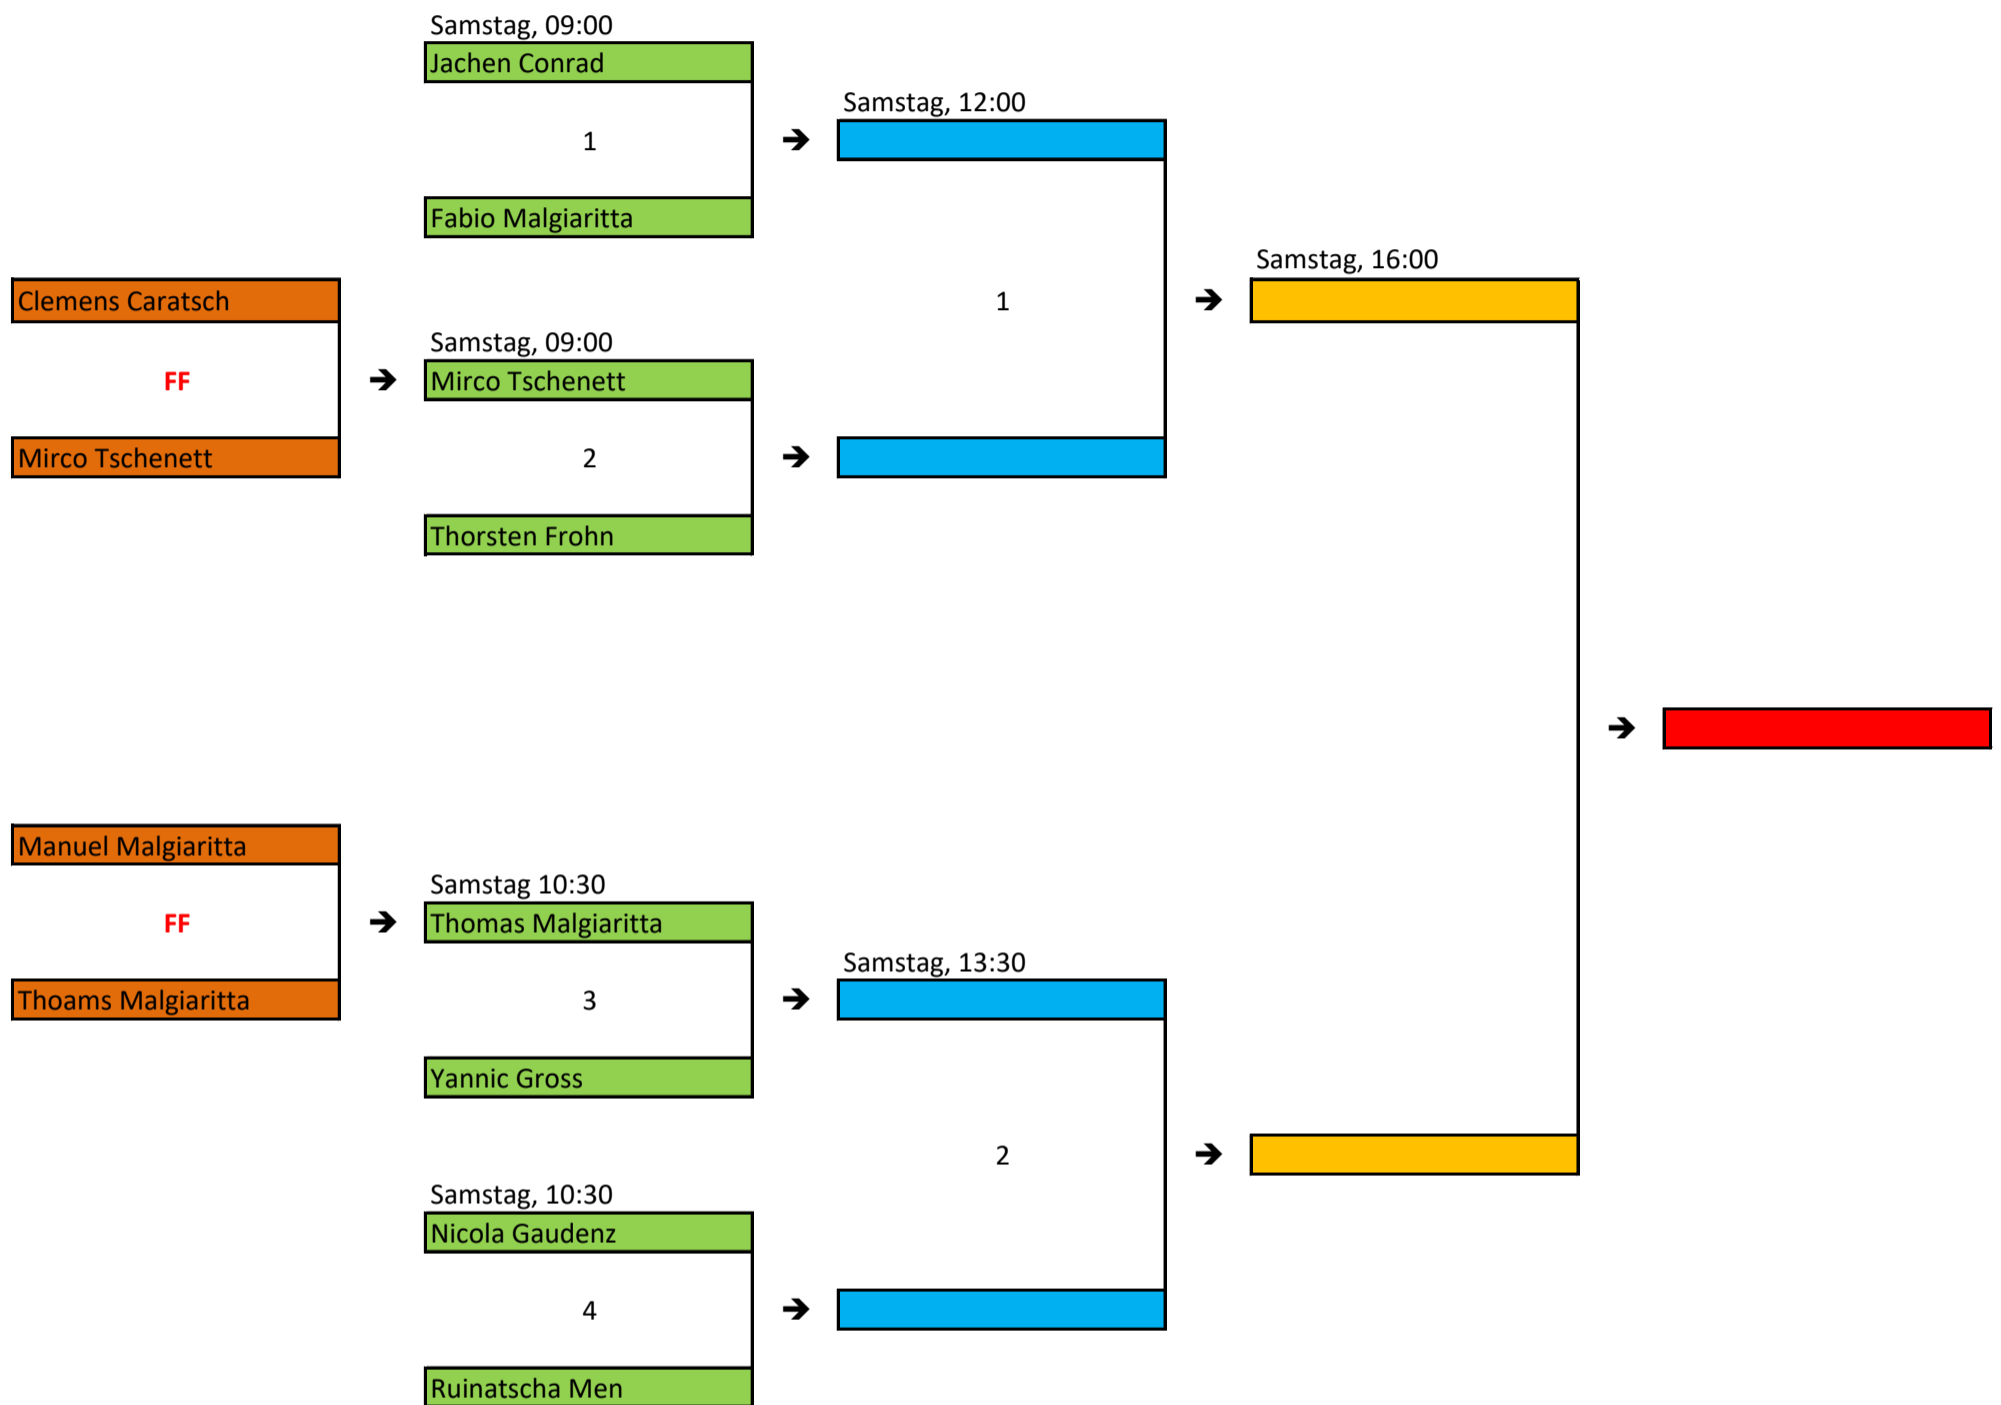 Samstag, 09:00
Jachen Conrad
Samstag, 12:00
1
Fabio Malgiaritta
Samstag, 16:00
Clemens Caratsch
1
Samstag, 09:00
FF
Mirco Tschenett
Mirco Tschenett
2
Thorsten Frohn
Manuel Malgiaritta
Samstag 10:30
FF
Thomas Malgiaritta
Samstag, 13:30
Thoams Malgiaritta
3
Yannic Gross
2
Samstag, 10:30
Nicola Gaudenz
4
Ruinatscha Men